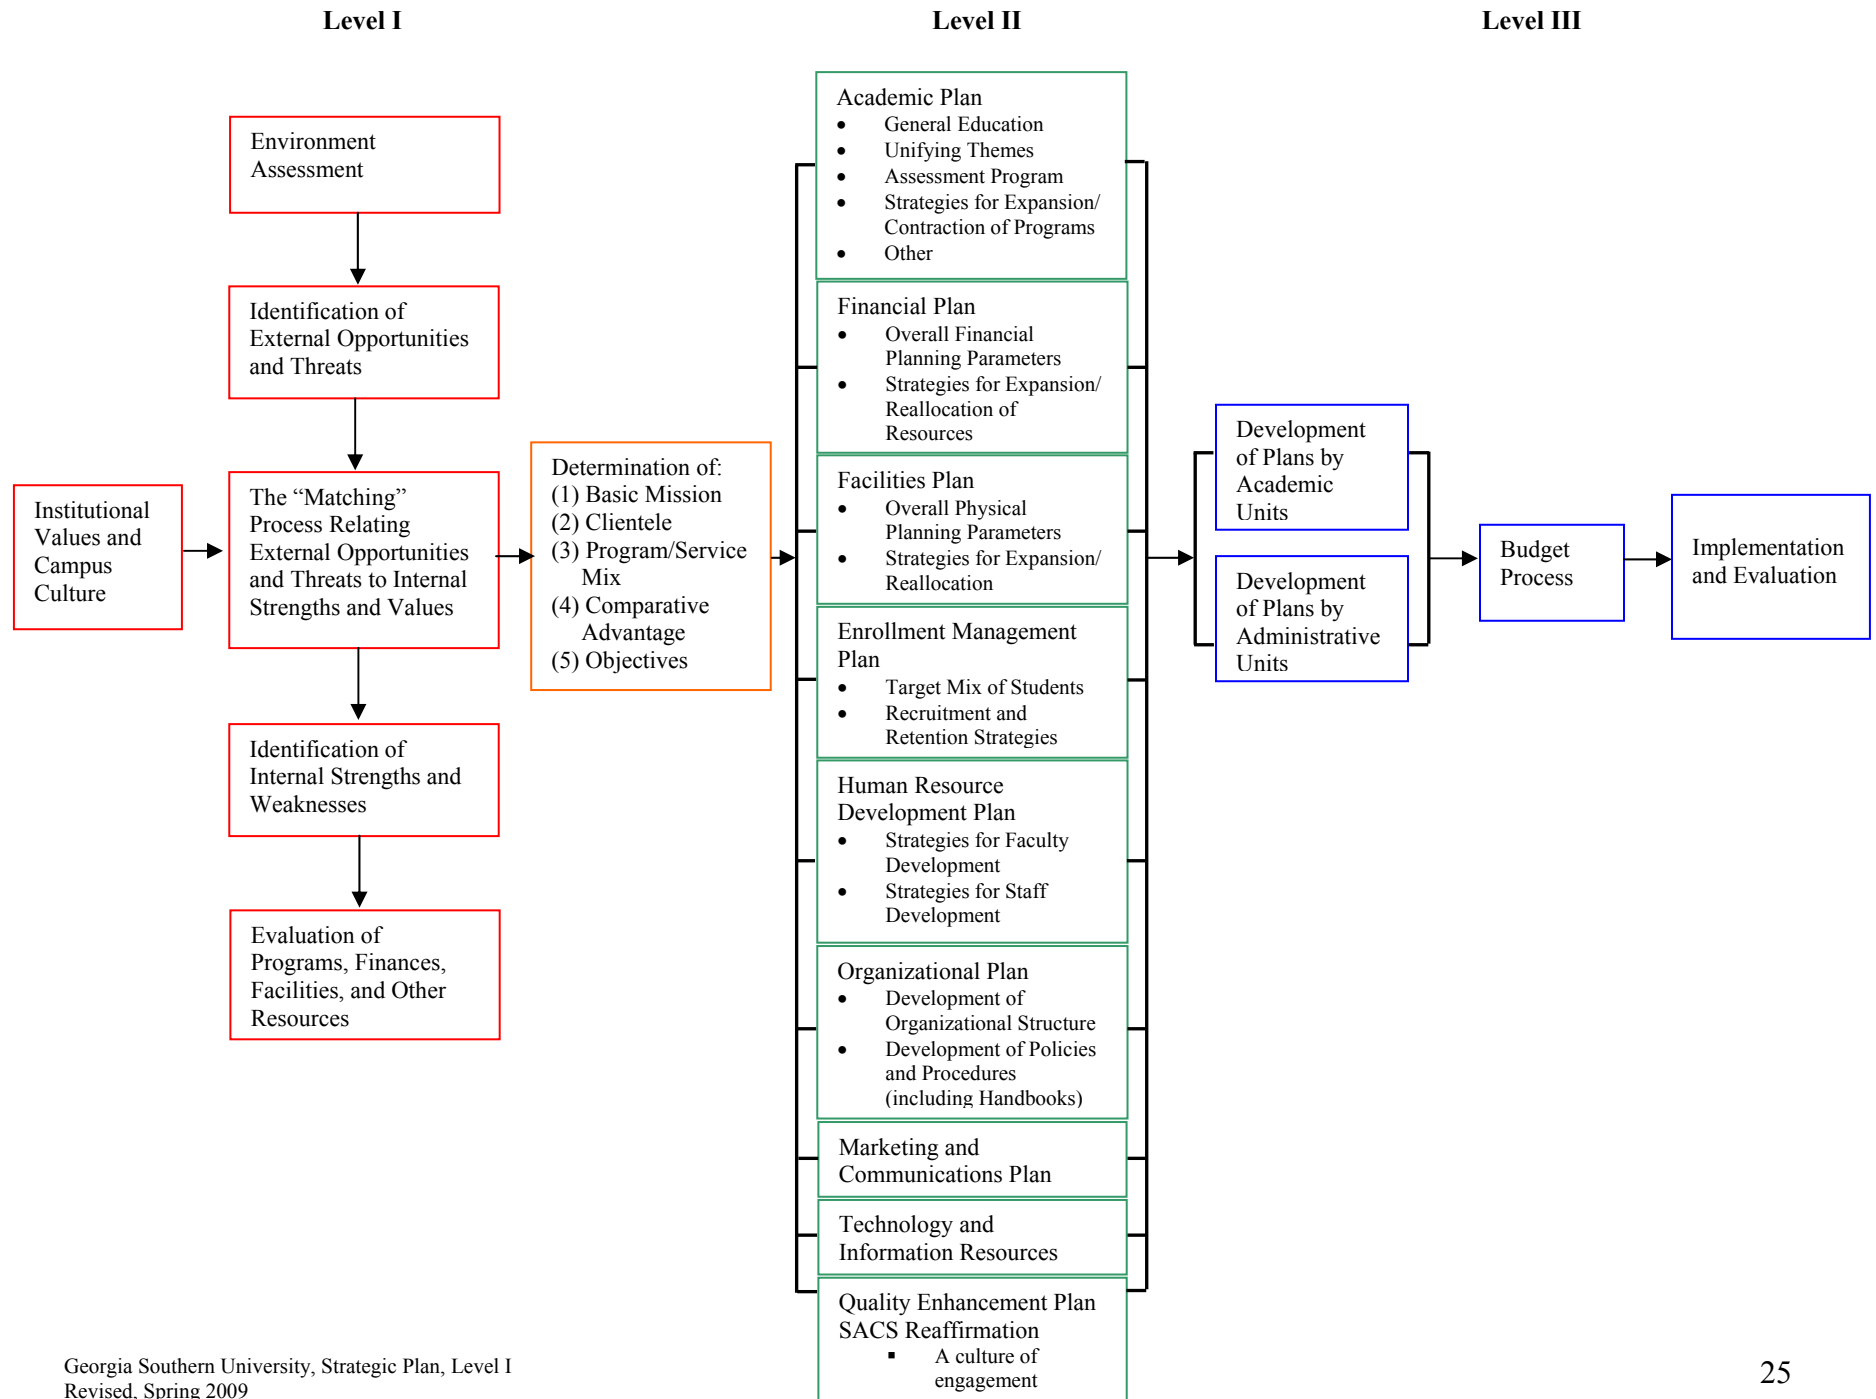 Level I
Level II
Level III
Environment
Assessment
Identification of
External Opportunities
and Threats
Institutional
Values and
Campus
Culture
The “Matching”
Process Relating
External Opportunities
and Threats to Internal
Strengths and Values
Identification of
Internal Strengths and
Weaknesses
Evaluation of
Programs, Finances,
Facilities, and Other
Resources
Determination of:
(1) Basic Mission
(2) Clientele
(3) Program/Service
Mix
(4) Comparative
Advantage
(5) Objectives
Academic Plan
• General Education
• Unifying Themes
• Assessment Program
• Strategies for Expansion/
Contraction of Programs
• Other
Financial Plan
• Overall Financial
Planning Parameters
• Strategies for Expansion/
Reallocation of
Resources
Facilities Plan
• Overall Physical
Planning Parameters
• Strategies for Expansion/
Reallocation
Enrollment Management
Plan
• Target Mix of Students
• Recruitment and
Retention Strategies
Human Resource
Development Plan
• Strategies for Faculty
Development
• Strategies for Staff
Development
Organizational Plan
• Development of
Organizational Structure
• Development of Policies
and Procedures
(including Handbooks)
Marketing and
Communications Plan
Technology and
Information Resources
Quality Enhancement Plan
SACS Reaffirmation
▪ A culture of
engagement
Development
of Plans by
Academic
Units
Development
of Plans by
Administrative
Units
Budget
Process
Implementation
and Evaluation
Georgia Southern University, Strategic Plan, Level I
Revised, Spring 2009
25